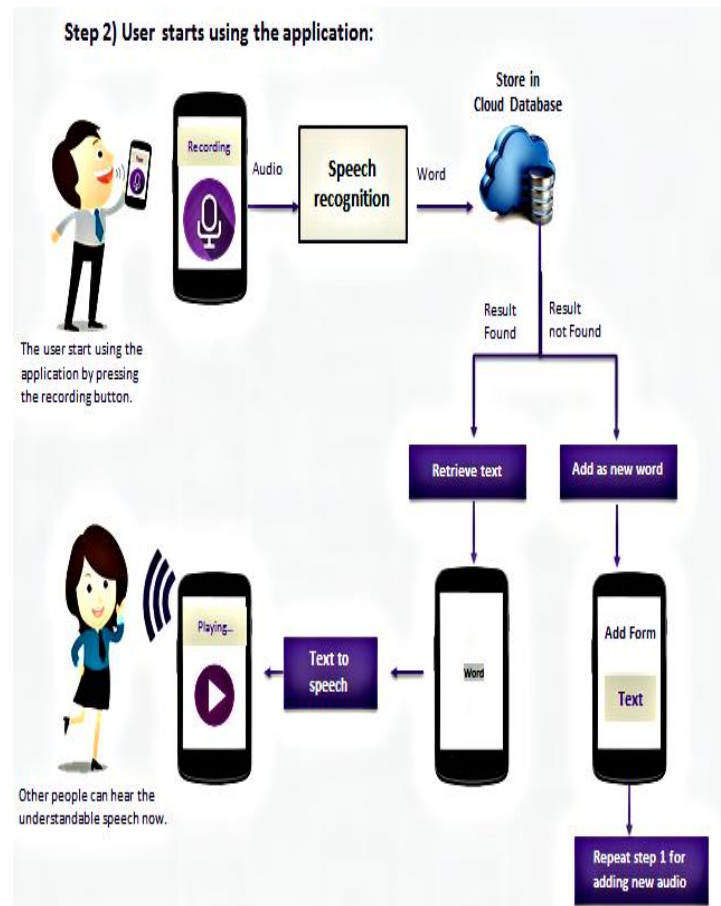 Step 2) User starts using the application:
Store in
Cloud Database
Recording
Audio
Speech
recognition
Word
The user start using the
application by pressing
the recording button.
Result
Found
Result
not Found
Retrieve text
Add as new word
Playing...
Text to
speech
Word
Add Form
Text
Other people can hear the
understandable speech now.
Repeat step 1 for
adding new audio